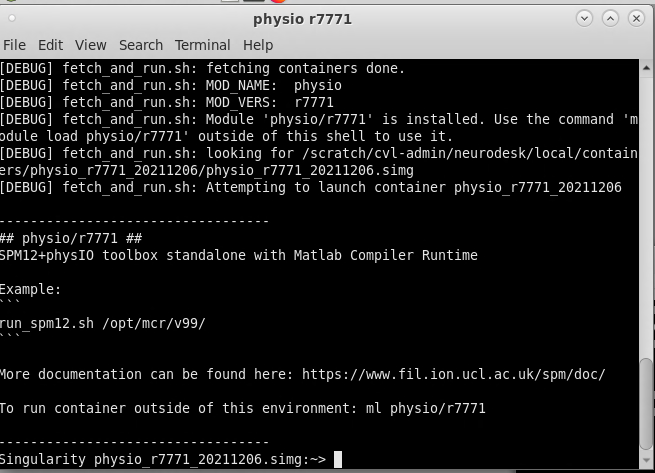 physio r7771
File Edit View Search Terminal Help
[DEBUG] fetch_and_run.sh: fetching containers done.
[DEBUG] fetch_and_run.sh: MOD_NAME:  physio
[DEBUG] fetch_and_run.sh: MOD_VERS:  r7771
[DEBUG] fetch_and_run.sh: Module 'physio/r7771' is installed. Use the command 'm
odule load physio/r7771' outside of this shell to use it.
[DEBUG] fetch_and_run.sh: looking for /scratch/cvl-admin/neurodesk/local/contain
ers/physio_r7771_20211206/physio_r7771_20211206.simg
[DEBUG] fetch_and_run.sh: Attempting to launch container physio_r7771_20211206
----------------------------------
## physio/r7771 ##
SPM12+physIO toolbox standalone with Matlab Compiler Runtime
Example:
```
run_spm12.sh /opt/mcr/v99/
```
More documentation can be found here: https://www.fil.ion.ucl.ac.uk/spm/doc/
To run container outside of this environment: ml physio/r7771
----------------------------------
Singularity physio_r7771_20211206.simg:~>